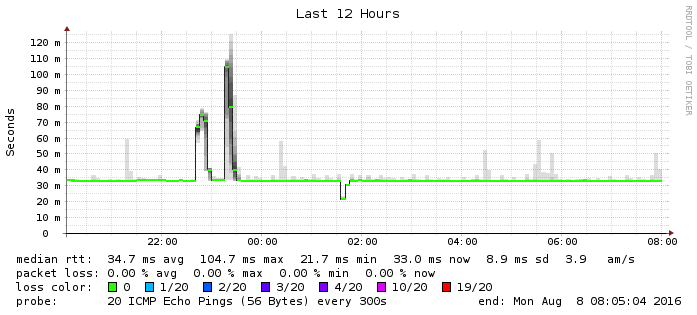 Last 12 Hours
RRDTOOL / TOBI OETIKER
Seconds
120 m
110 m
100 m
90 m
80 m
70 m
60 m
50 m
40 m
30 m
20 m
10 m
0
22:00 00:00 02:00 04:00 06:00 08:00
median rtt: 34.7 ms avg 104.7 ms max 21.7 ms min 33.0 ms now 8.9 ms sd 3.9 am/s
packet loss: 0.00 % avg 0.00 % max 0.00 % min 0.00 % now
loss color: 0 1/20 2/20 3/20 4/20 10/20 19/20
probe: 20 ICMP Echo Pings (56 Bytes) every 300s end: Mon Aug 8 08:05:04 2016